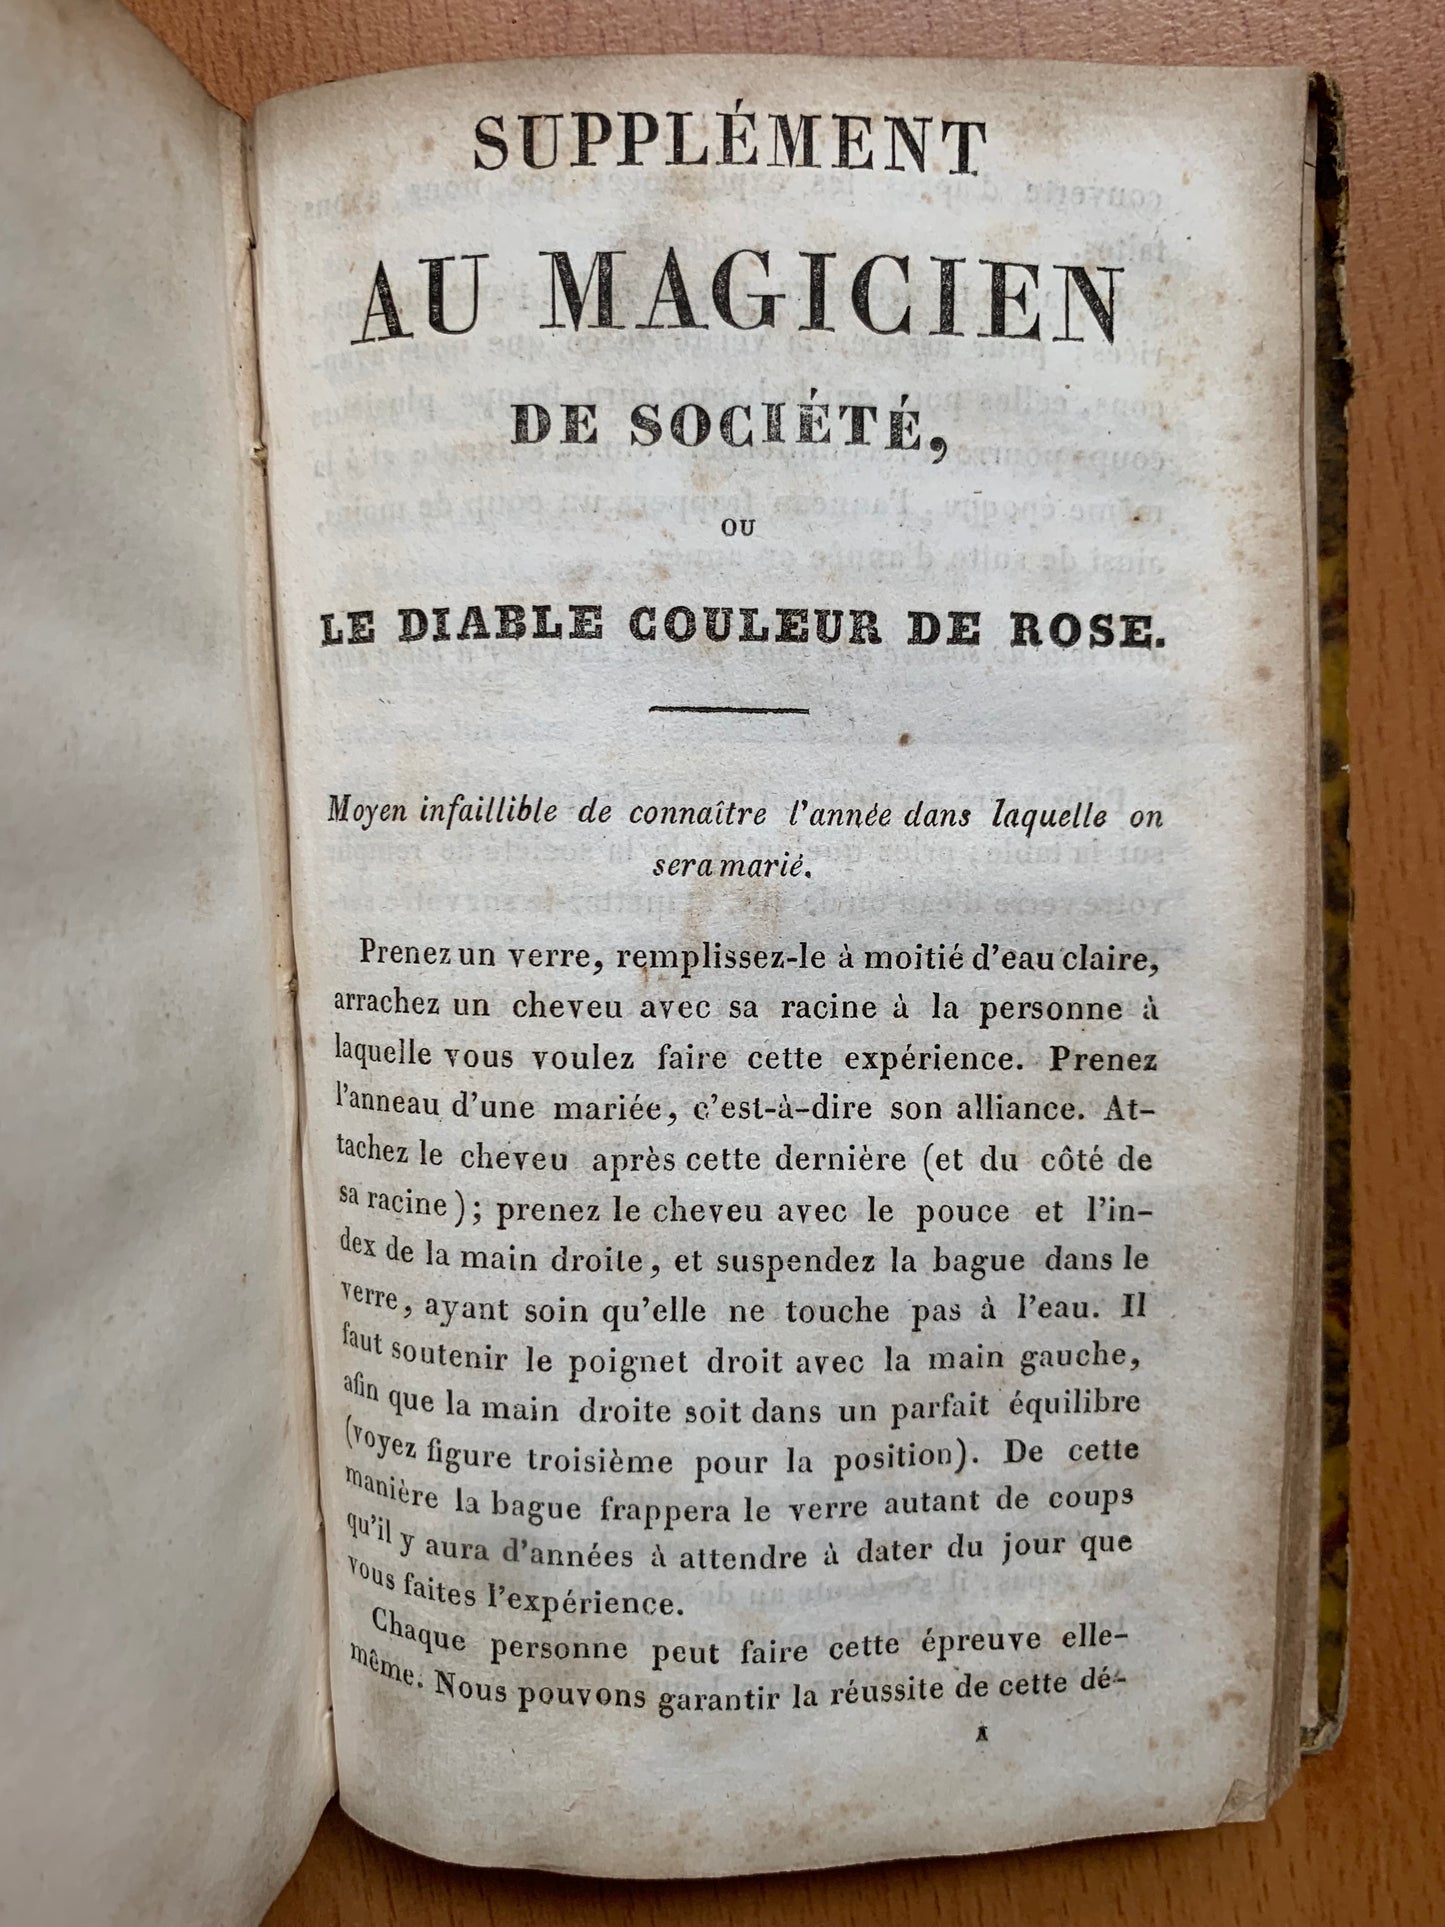 SUPPLÉMENT
AU MAGICIEN
DE SOCIÉTÉ,
OU
LE DIABLE COULEUR DE ROSE.
Moyen infaillible de connaître l'année dans laquelle on
sera marié.
Prenez un verre, remplissez-le à moitié d'eau claire,
arrachez un cheveu avec sa racine à la personne à
laquelle vous voulez faire cette expérience. Prenez
l'anneau d'une mariée, c'est-à-dire son alliance. At-
tachez le cheveu après cette dernière (et du côté de
sa racine); prenez le cheveu avec le pouce et l'in-
dex de la main droite, et suspendez la bague dans le
verre, ayant soin qu'elle ne touche pas à l'eau. Il
faut soutenir le poignet droit avec la main gauche,
afin que la main droite soit dans un parfait équilibre
(voyez figure troisième pour la position). De cette
manière la bague frappera le verre autant de coups
qu'il y aura d'années à attendre à dater du jour que
vous faites l'expérience.
Chaque personne peut faire cette épreuve elle-
même. Nous pouvons garantir la réussite de cette dé-
A